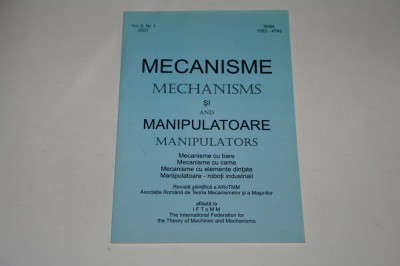 Vol. 6, Nr. 1
2007
ISSN
1583-4743
MECANISME
MECHANISMS
ŞI
AND
MANIPULATOARE
MANIPULATORS
Mecanisme cu bare
Mecanisme cu came
Mecanisme cu elemente dinţate
Manipulatoare - roboţi industriali
Revistă ştiinţifică a ARoTMM
Asociaţia Română de Teoria Mecanismelor şi a Maşinilor
afiliată la
I F T o M M
The International Federation for
the Theory of Machines and Mechanisms